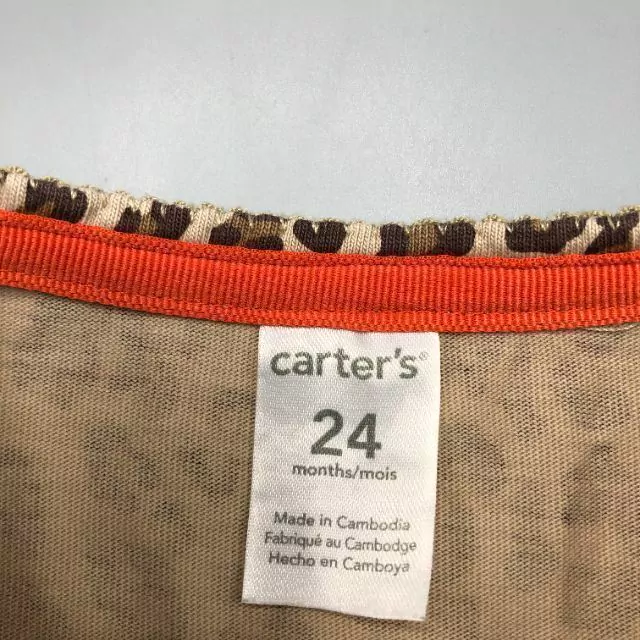 carter's®
24
months/mois
Made in Cambodia
Fabriqué au Cambodge
Hecho en Camboya